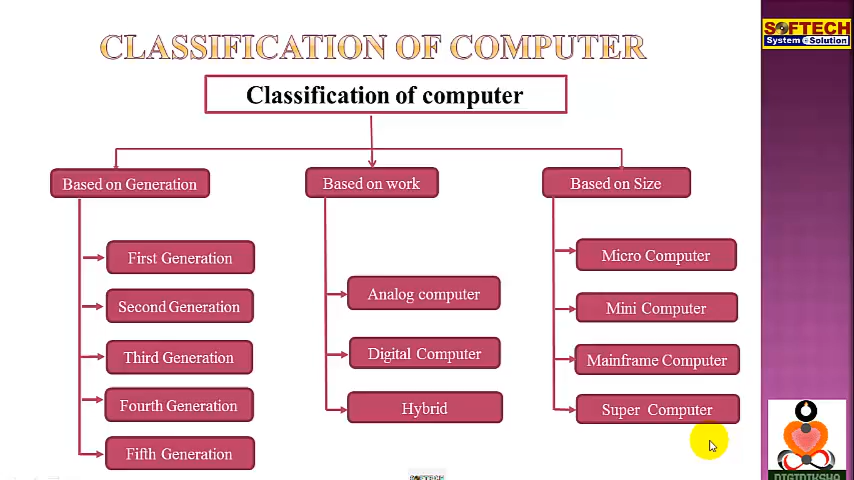 CLASSIFICATION OF COMPUTER
SOFTECH
System Solution
Classification of computer
Based on Generation
Based on work
Based on Size
First Generation
Second Generation
Third Generation
Fourth Generation
Fifth Generation
Analog computer
Digital Computer
Hybrid
Micro Computer
Mini Computer
Mainframe Computer
Super Computer
SOFTECH
DIGIDIKSHA